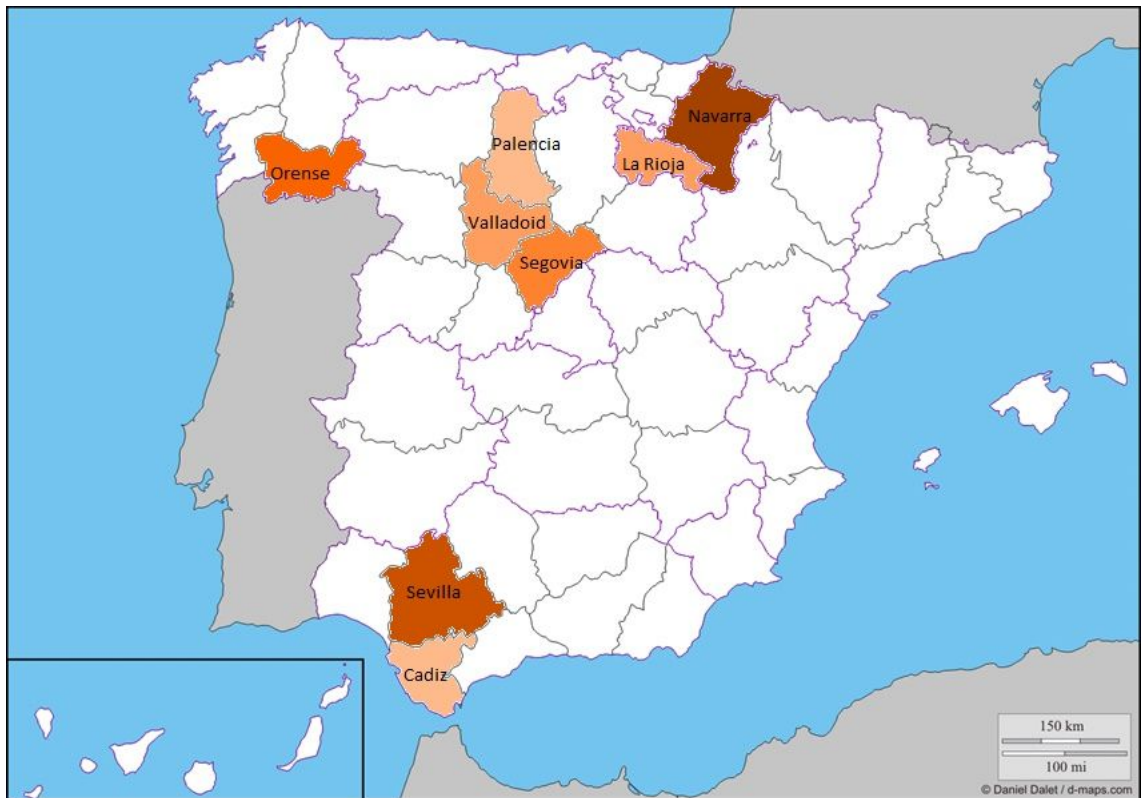 Navarra
Palencia
La Rioja
Orense
Valladoid
Segovia
Sevilla
Cadiz
150 km
100 mi
© Daniel Dalet / d-maps.com